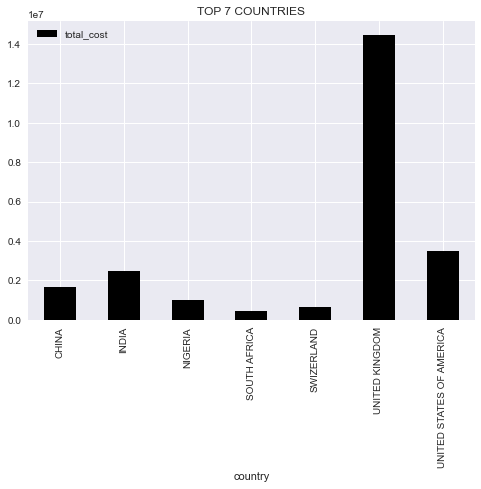 TOP 7 COUNTRIES
1e7
total_cost
1.4
1.2
1.0
0.8
0.6
0.4
0.2
0.0
CHINA
INDIA
NIGERIA
SOUTH AFRICA
SWIZERLAND
UNITED KINGDOM
UNITED STATES OF AMERICA
country